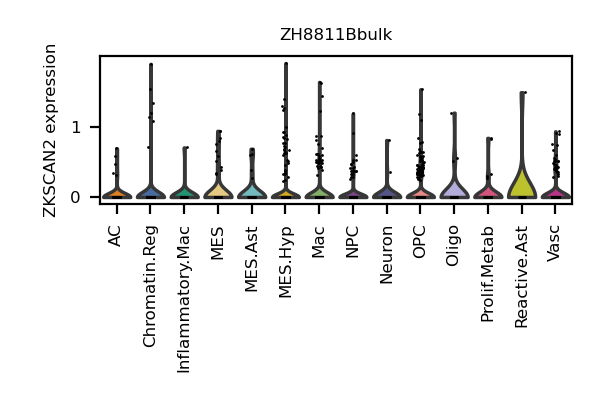 ZH8811Bbulk
ZKSCAN2 expression
1
0
AC
Chromatin.Reg
Inflammatory.Mac
MES
MES.Ast
MES.Hyp
Mac
NPC
Neuron
OPC
Oligo
Prolif.Metab
Reactive.Ast
Vasc